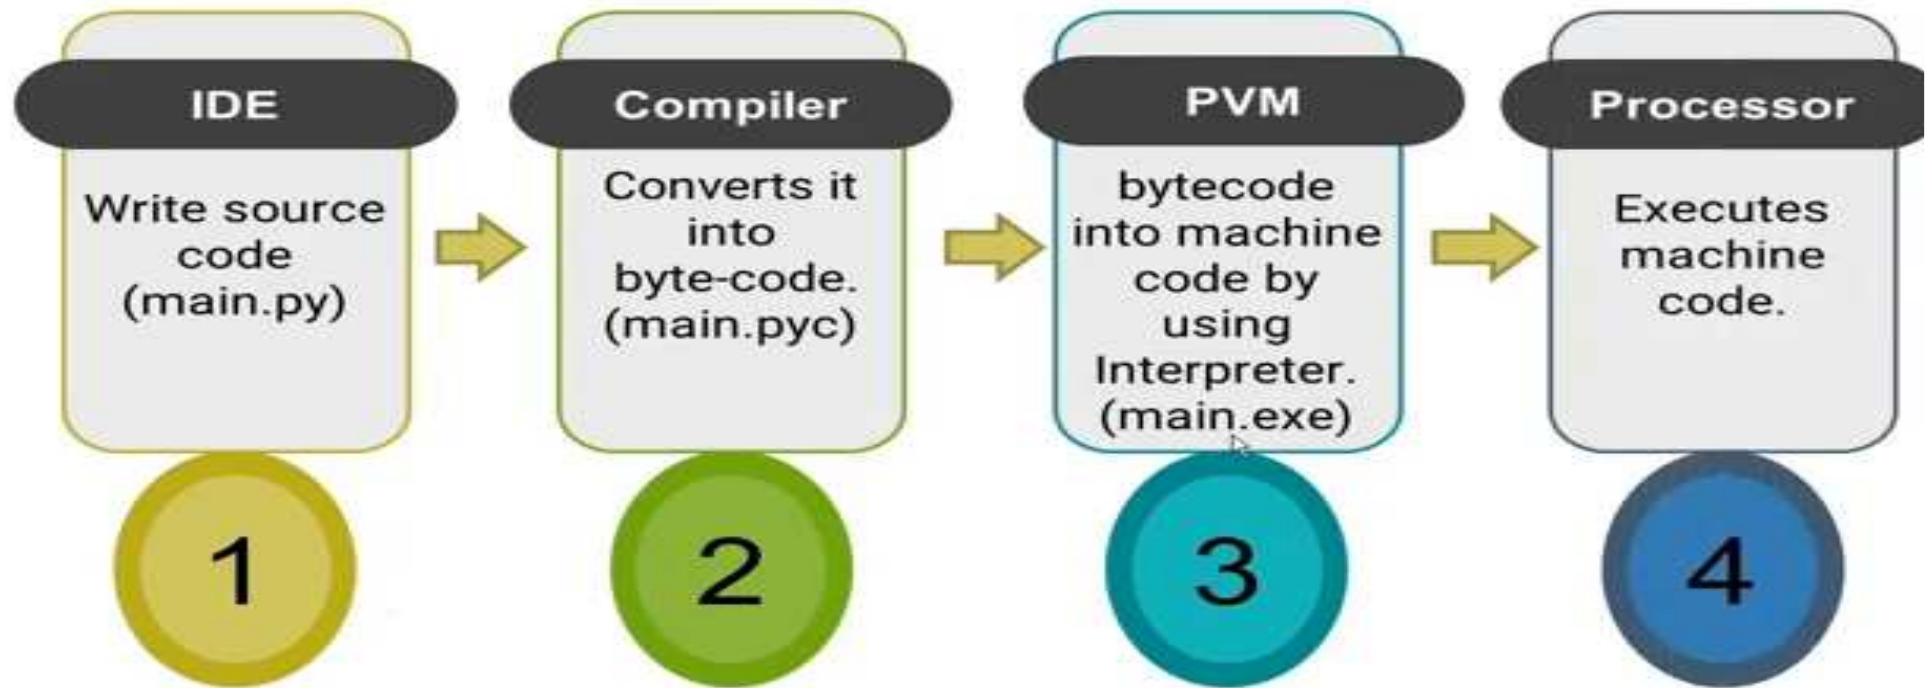 IDE
Write source
code
(main.py)
1
Compiler
Converts it
into
byte-code.
(main.pyc)
2
PVM
bytecode
into machine
code by
using
Interpreter.
(main.exe)
3
Processor
Executes
machine
code.
4